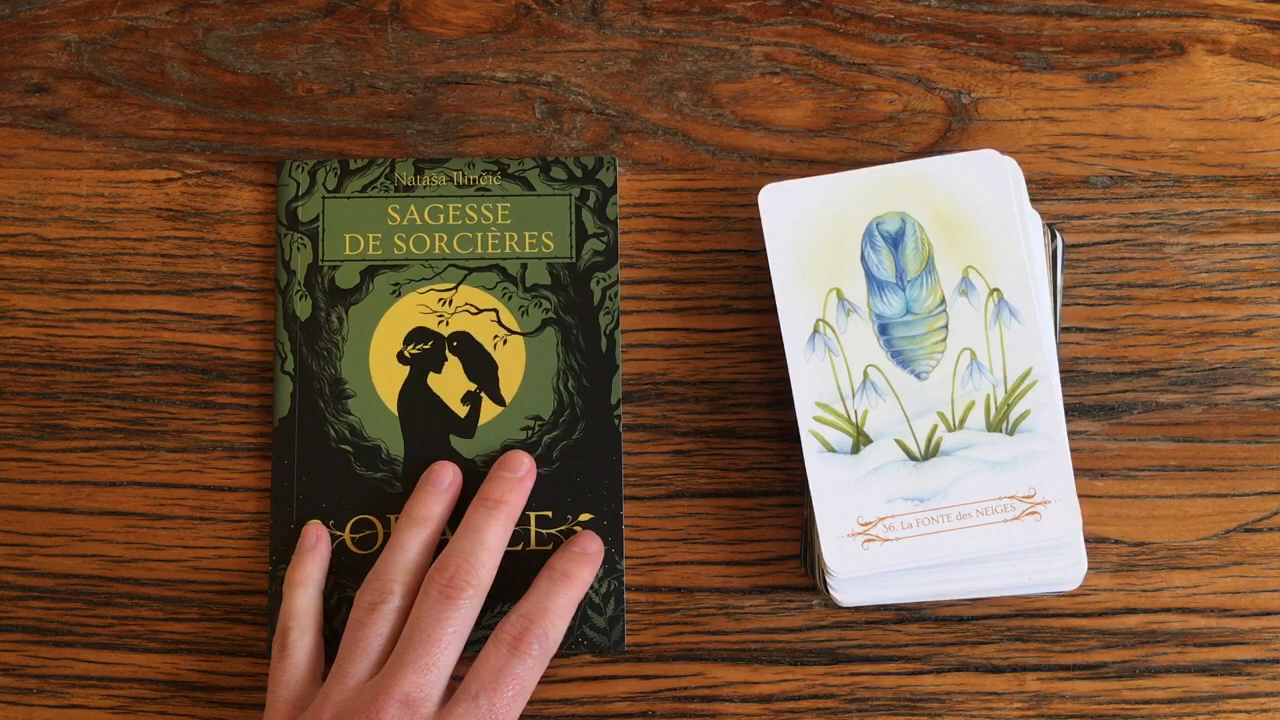 Nataša Ilinčić
SAGESSE
DE SORCIÈRES
56. La FONTE des NEIGES